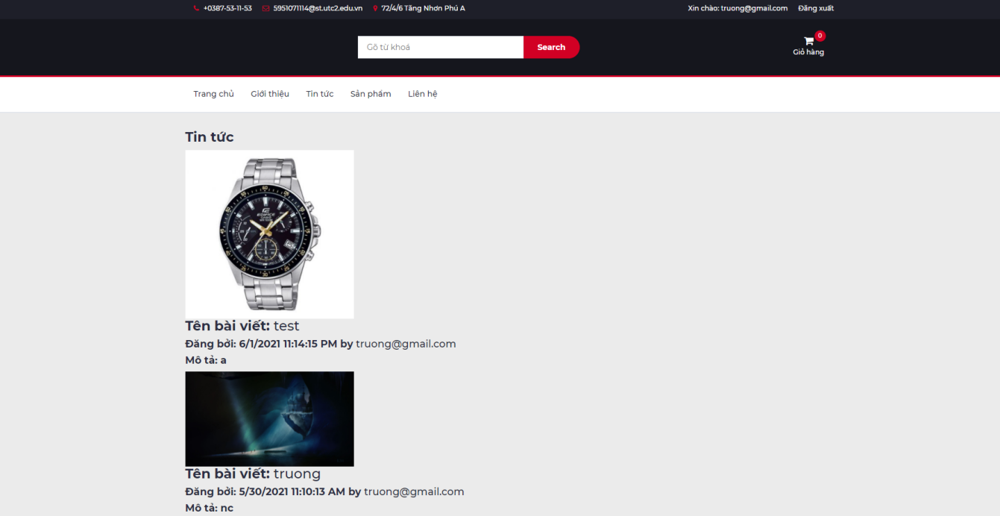 +0387-53-11-53 5951071114@st.utc2.edu.vn 72/4/6 Tăng Nhơn Phú A Xin chào: truong@gmail.com Đăng xuất
Gõ từ khoá Search 0
Giỏ hàng
Trang chủ Giới thiệu Tin tức Sản phẩm Liên hệ
Tin tức
EDIFICE
Tên bài viết: test
Đăng bởi: 6/1/2021 11:14:15 PM by truong@gmail.com
Mô tả: a
Tên bài viết: truong
Đăng bởi: 5/30/2021 11:10:13 AM by truong@gmail.com
Mô tả: nc